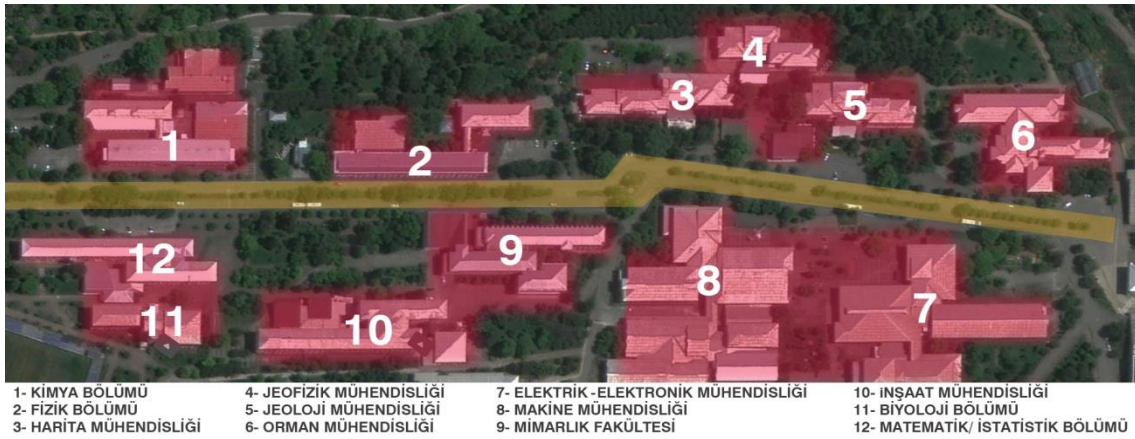 4
3
5
6
1
2
9
12
8
7
11
10
1- KİMYA BÖLÜMÜ
2- FİZİK BÖLÜMÜ
3- HARİTA MÜHENDİSLİĞİ
4- JEOFİZİK MÜHENDİSLİĞİ
5- JEOLOJİ MÜHENDİSLİĞİ
6- ORMAN MÜHENDİSLİĞİ
7- ELEKTRİK -ELEKTRONİK MÜHENDİSLİĞİ
8- MAKİNE MÜHENDİSLİĞİ
9- MİMARLIK FAKÜLTESİ
10- iNŞAAT MÜHENDİSLİĞİ
11- BİYOLOJİ BÖLÜMÜ
12- MATEMATİK/ İSTATİSTİK BÖLÜMÜ